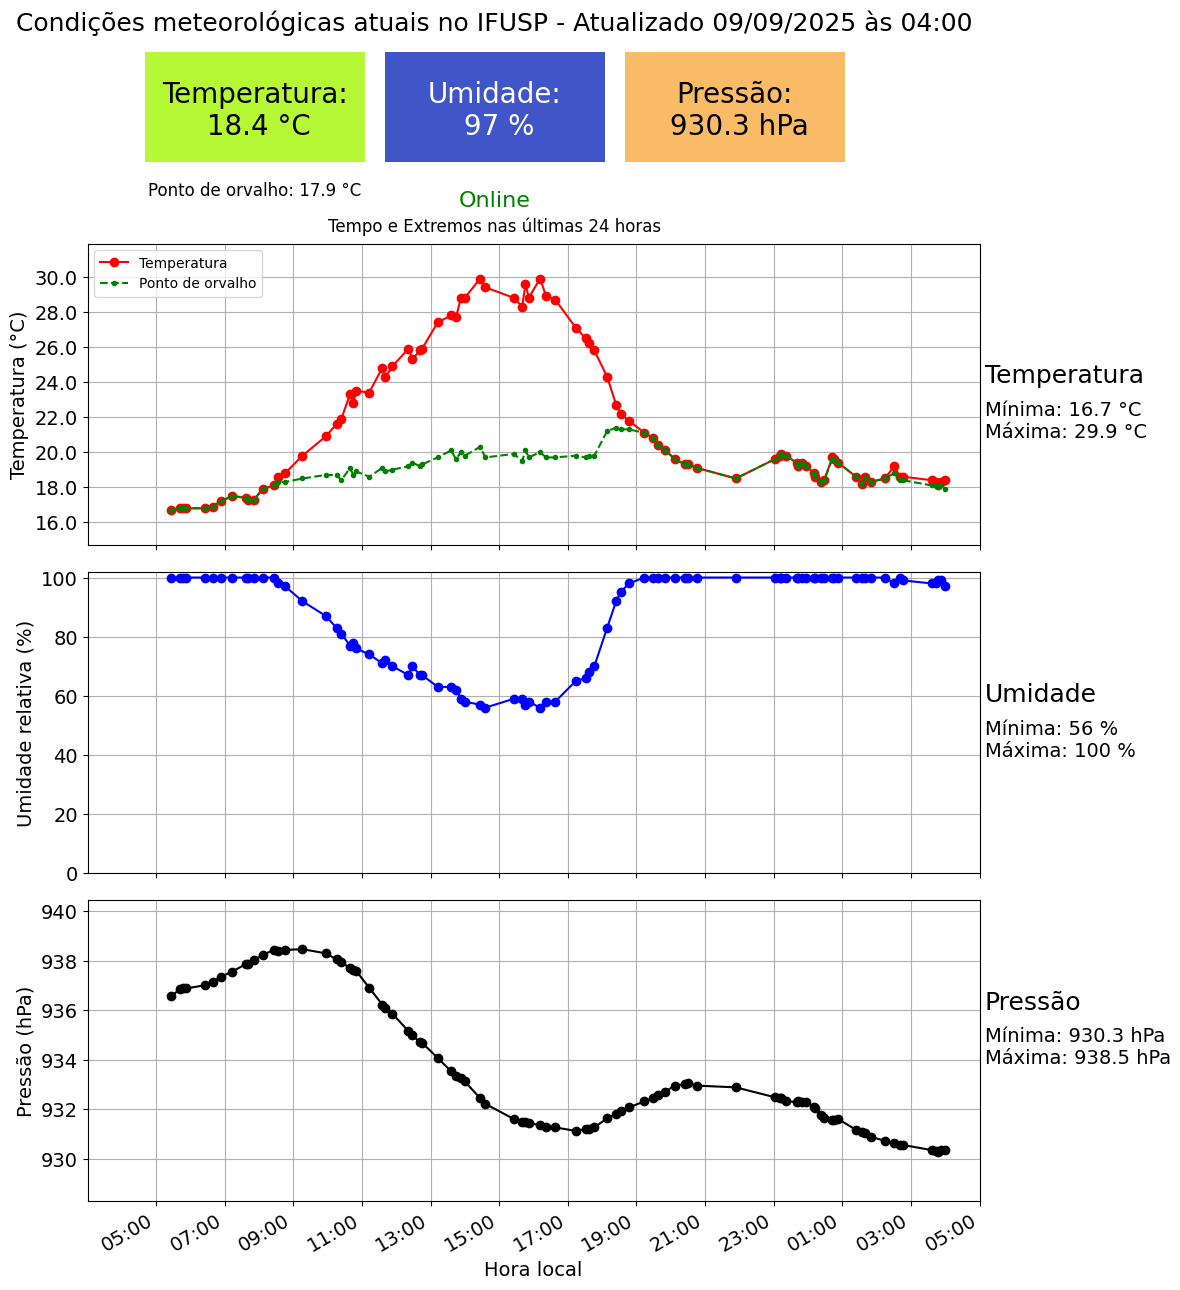 Condições meteorológicas atuais no IFUSP - Atualizado 09/09/2025 às 04:00
Temperatura:
18.4 °C
Umidade:
97 %
Pressão:
930.3 hPa
Ponto de orvalho: 17.9 °C
Online
Tempo e Extremos nas últimas 24 horas
Temperatura
Ponto de orvalho
Temperatura (°C)
30.0
28.0
26.0
24.0
22.0
20.0
18.0
16.0
Temperatura
Mínima: 16.7 °C
Máxima: 29.9 °C
Umidade relativa (%)
100
80
60
40
20
0
Umidade
Mínima: 56 %
Máxima: 100 %
Pressão (hPa)
940
938
936
934
932
930
Pressão
Mínima: 930.3 hPa
Máxima: 938.5 hPa
05:00 07:00 09:00 11:00 13:00 15:00 17:00 19:00 21:00 23:00 01:00 03:00 05:00
Hora local